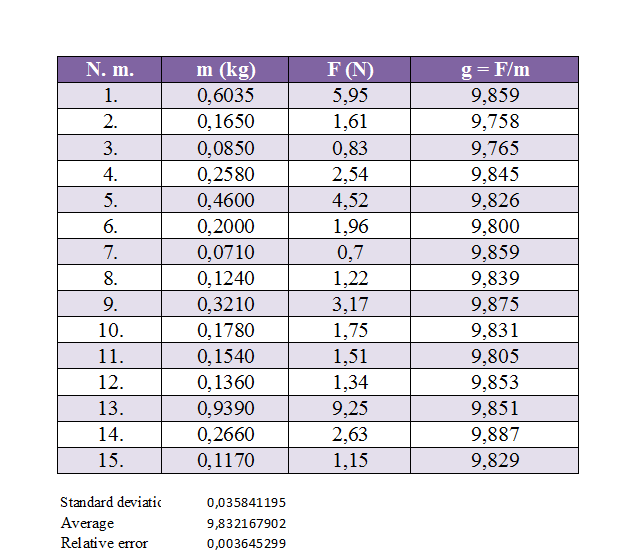 N. m. m (kg) F (N) g = F/m
1. 0,6035 5,95 9,859
2. 0,1650 1,61 9,758
3. 0,0850 0,83 9,765
4. 0,2580 2,54 9,845
5. 0,4600 4,52 9,826
6. 0,2000 1,96 9,800
7. 0,0710 0,7 9,859
8. 0,1240 1,22 9,839
9. 0,3210 3,17 9,875
10. 0,1780 1,75 9,831
11. 0,1540 1,51 9,805
12. 0,1360 1,34 9,853
13. 0,9390 9,25 9,851
14. 0,2660 2,63 9,887
15. 0,1170 1,15 9,829
Standard deviatic 0,035841195
Average 9,832167902
Relative error 0,003645299